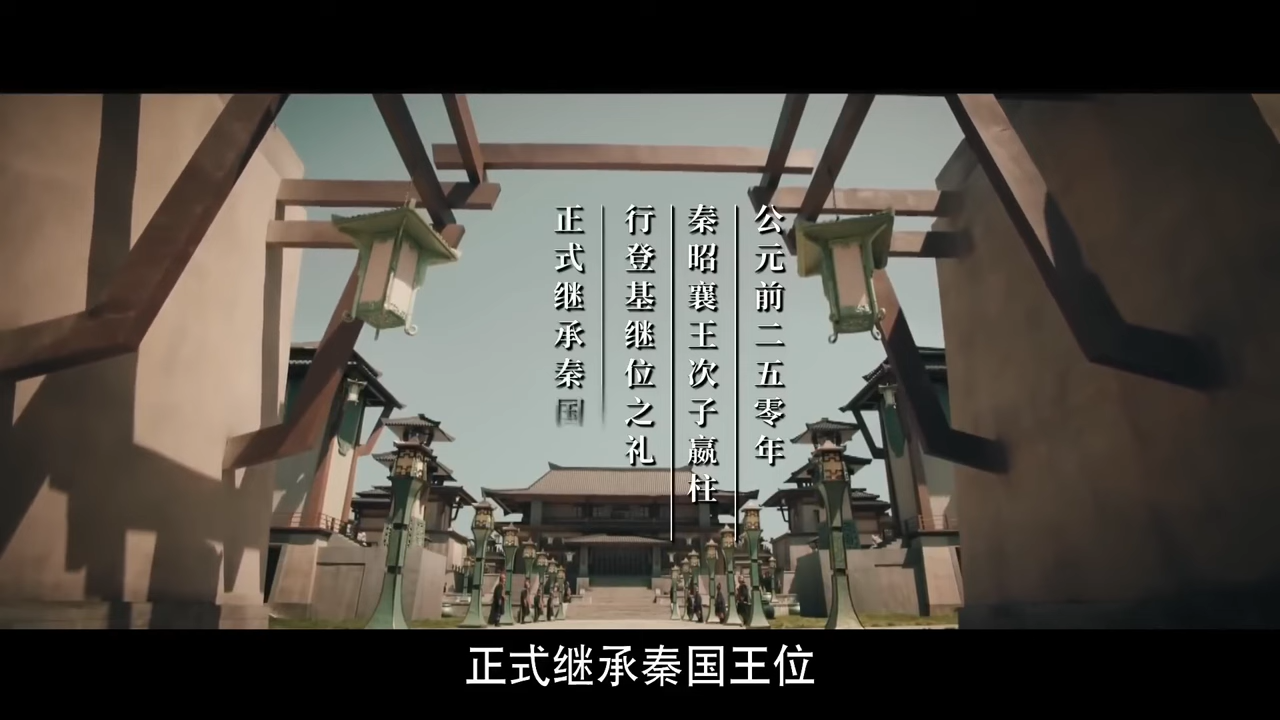 公元前二五零年
秦昭襄王次子嬴柱
行登基继位之礼
正式继承秦国
正式继承秦国王位